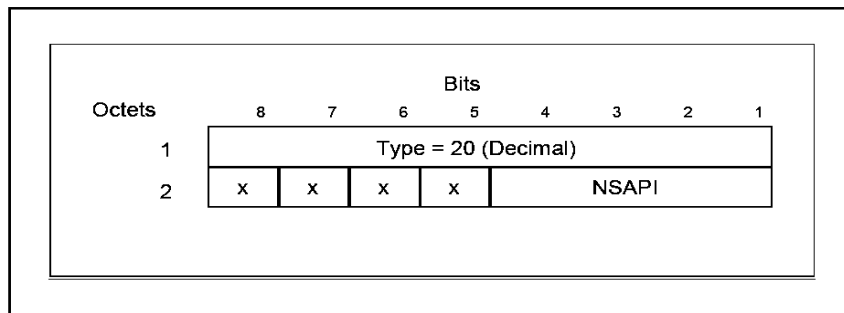 Bits
Octets 8 7 6 5 4 3 2 1
1 Type = 20 (Decimal)
2 x x x x NSAPI